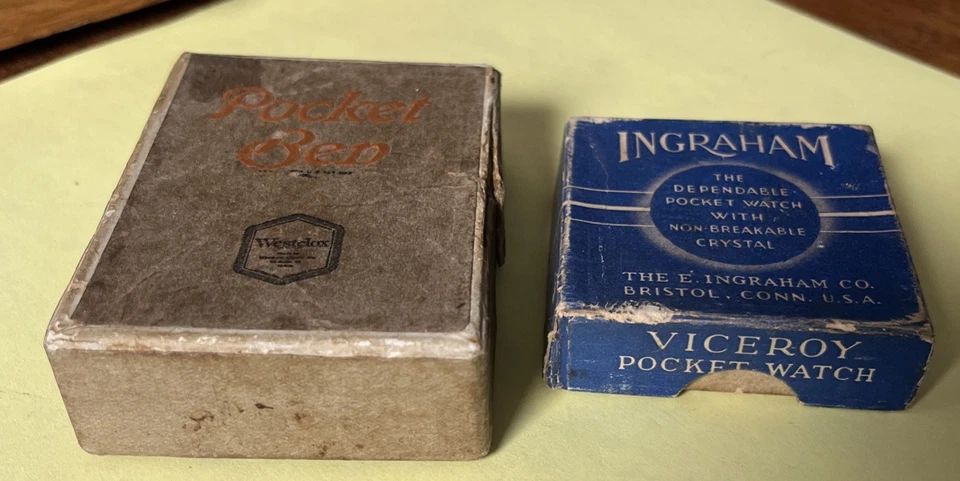 Pocket
Ben
Westclox
INGRAHAM
THE
DEPENDABLE
POCKET WATCH
WITH
NON-BREAKABLE
CRYSTAL
THE E. INGRAHAM CO.
BRISTOL, CONN. U.S.A.
VICEROY
POCKET WATCH